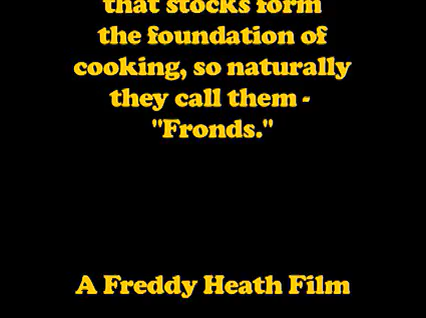 that stocks form
the foundation of
cooking, so naturally
they call them -
"Fronds."
A Freddy Heath Film